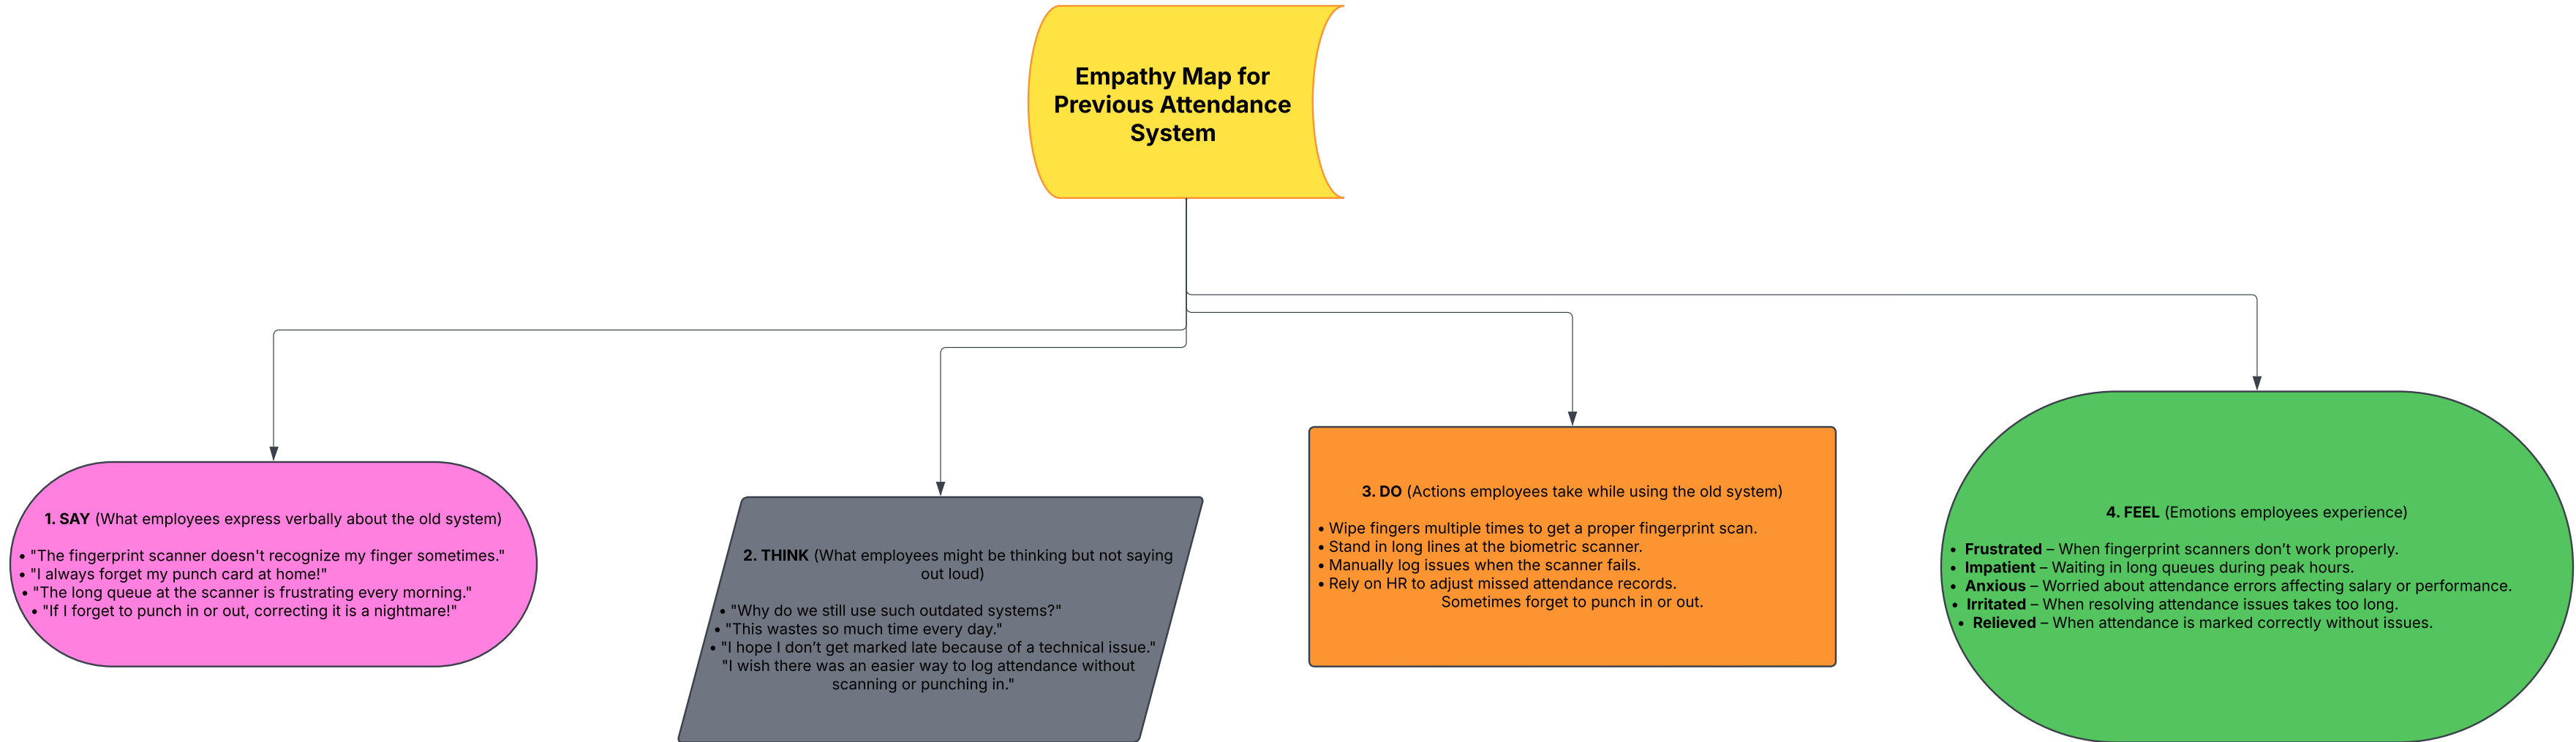 Empathy Map for
Previous Attendance
System
1. SAY (What employees express verbally about the old system)
• "The fingerprint scanner doesn't recognize my finger sometimes."
• "I always forget my punch card at home!"
• "The long queue at the scanner is frustrating every morning."
• "If I forget to punch in or out, correcting it is a nightmare!"
2. THINK (What employees might be thinking but not saying
out loud)
• "Why do we still use such outdated systems?"
• "This wastes so much time every day."
• "I hope I don’t get marked late because of a technical issue."
"I wish there was an easier way to log attendance without
scanning or punching in."
3. DO (Actions employees take while using the old system)
• Wipe fingers multiple times to get a proper fingerprint scan.
• Stand in long lines at the biometric scanner.
• Manually log issues when the scanner fails.
• Rely on HR to adjust missed attendance records.
Sometimes forget to punch in or out.
4. FEEL (Emotions employees experience)
• Frustrated – When fingerprint scanners don’t work properly.
• Impatient – Waiting in long queues during peak hours.
• Anxious – Worried about attendance errors affecting salary or performance.
• Irritated – When resolving attendance issues takes too long.
• Relieved – When attendance is marked correctly without issues.